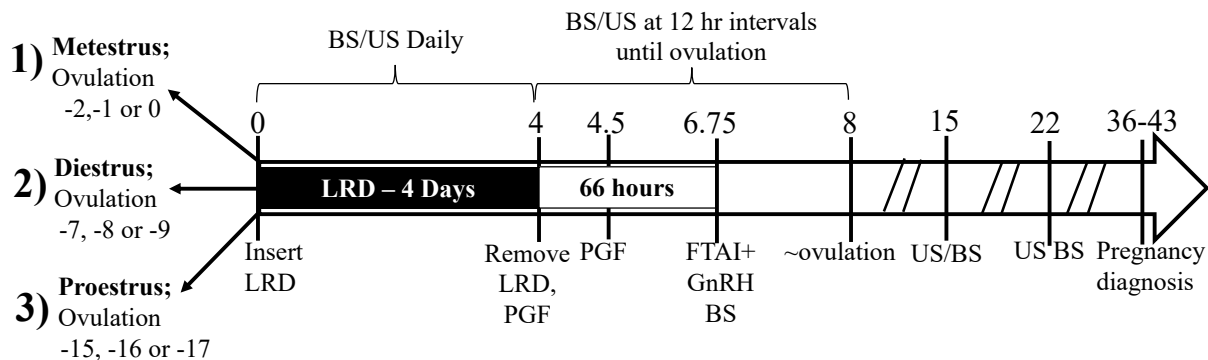 BS/US Daily
BS/US at 12 hr intervals
until ovulation
1) Metestrus;
Ovulation
-2,-1 or 0
2) Diestrus;
Ovulation
-7, -8 or -9
3) Proestrus;
Ovulation
-15, -16 or -17
0 4 4.5 6.75 8 15 22 36-43
LRD – 4 Days 66 hours
Insert
LRD
Remove
LRD,
PGF
PGF
FTAI+
GnRH
BS
~ovulation
US/BS
US BS
Pregnancy
diagnosis